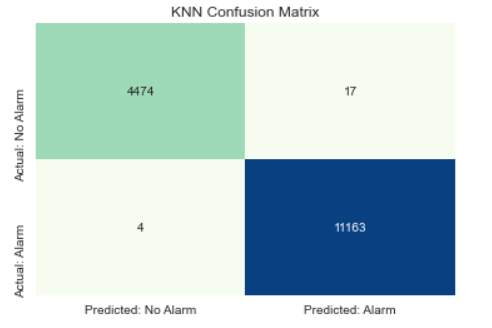 KNN Confusion Matrix
Actual: No Alarm
4474
17
Actual: Alarm
4
11163
Predicted: No Alarm
Predicted: Alarm